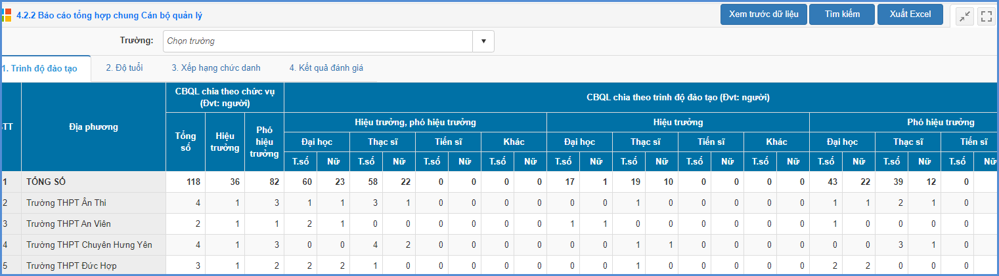 4.2.2 Báo cáo tổng hợp chung Cán bộ quản lý
Xem trước dữ liệu Tìm kiếm Xuất Excel
Trường: Chọn trường
1. Trình độ đào tạo 2. Độ tuổi 3. Xếp hạng chức danh 4. Kết quả đánh giá
CBQL chia theo chức vụ
(Đvt: người)
CBQL chia theo trình độ đảo tạo (Đvt: người)
STT Địa phương Tổng số Hiệu trưởng Phó hiệu trưởng
Hiệu trưởng, phó hiệu trưởng Hiệu trưởng Phó hiệu trưởng
Đại học Thạc sĩ Tiến sĩ Khác Đại học Thạc sĩ Tiến sĩ Khác Đại học Thạc sĩ Tiến sĩ
T.số Nữ T.số Nữ T.số Nữ T.số Nữ T.số Nữ T.số Nữ T.số Nữ T.số Nữ T.số Nữ T.số Nữ T.số Nữ
1 TỔNG SỐ 118 36 82 60 23 58 22 0 0 0 0 17 1 19 10 0 0 0 0 43 22 39 12 0
2 Trường THPT Ân Thi 4 1 3 1 1 3 1 0 0 0 0 0 0 1 0 0 0 0 0 1 1 2 1 0
3 Trường THPT An Viên 2 1 1 2 1 0 0 0 0 0 0 1 1 0 0 0 0 0 0 1 0 0 0 0
4 Trường THPT Chuyên Hưng Yên 4 1 3 0 0 4 2 0 0 0 0 0 0 1 1 0 0 0 0 0 0 3 1 0
5 Trường THPT Đức Hợp 3 1 2 2 2 1 0 0 0 0 0 0 0 1 0 0 0 0 0 2 2 0 0 0